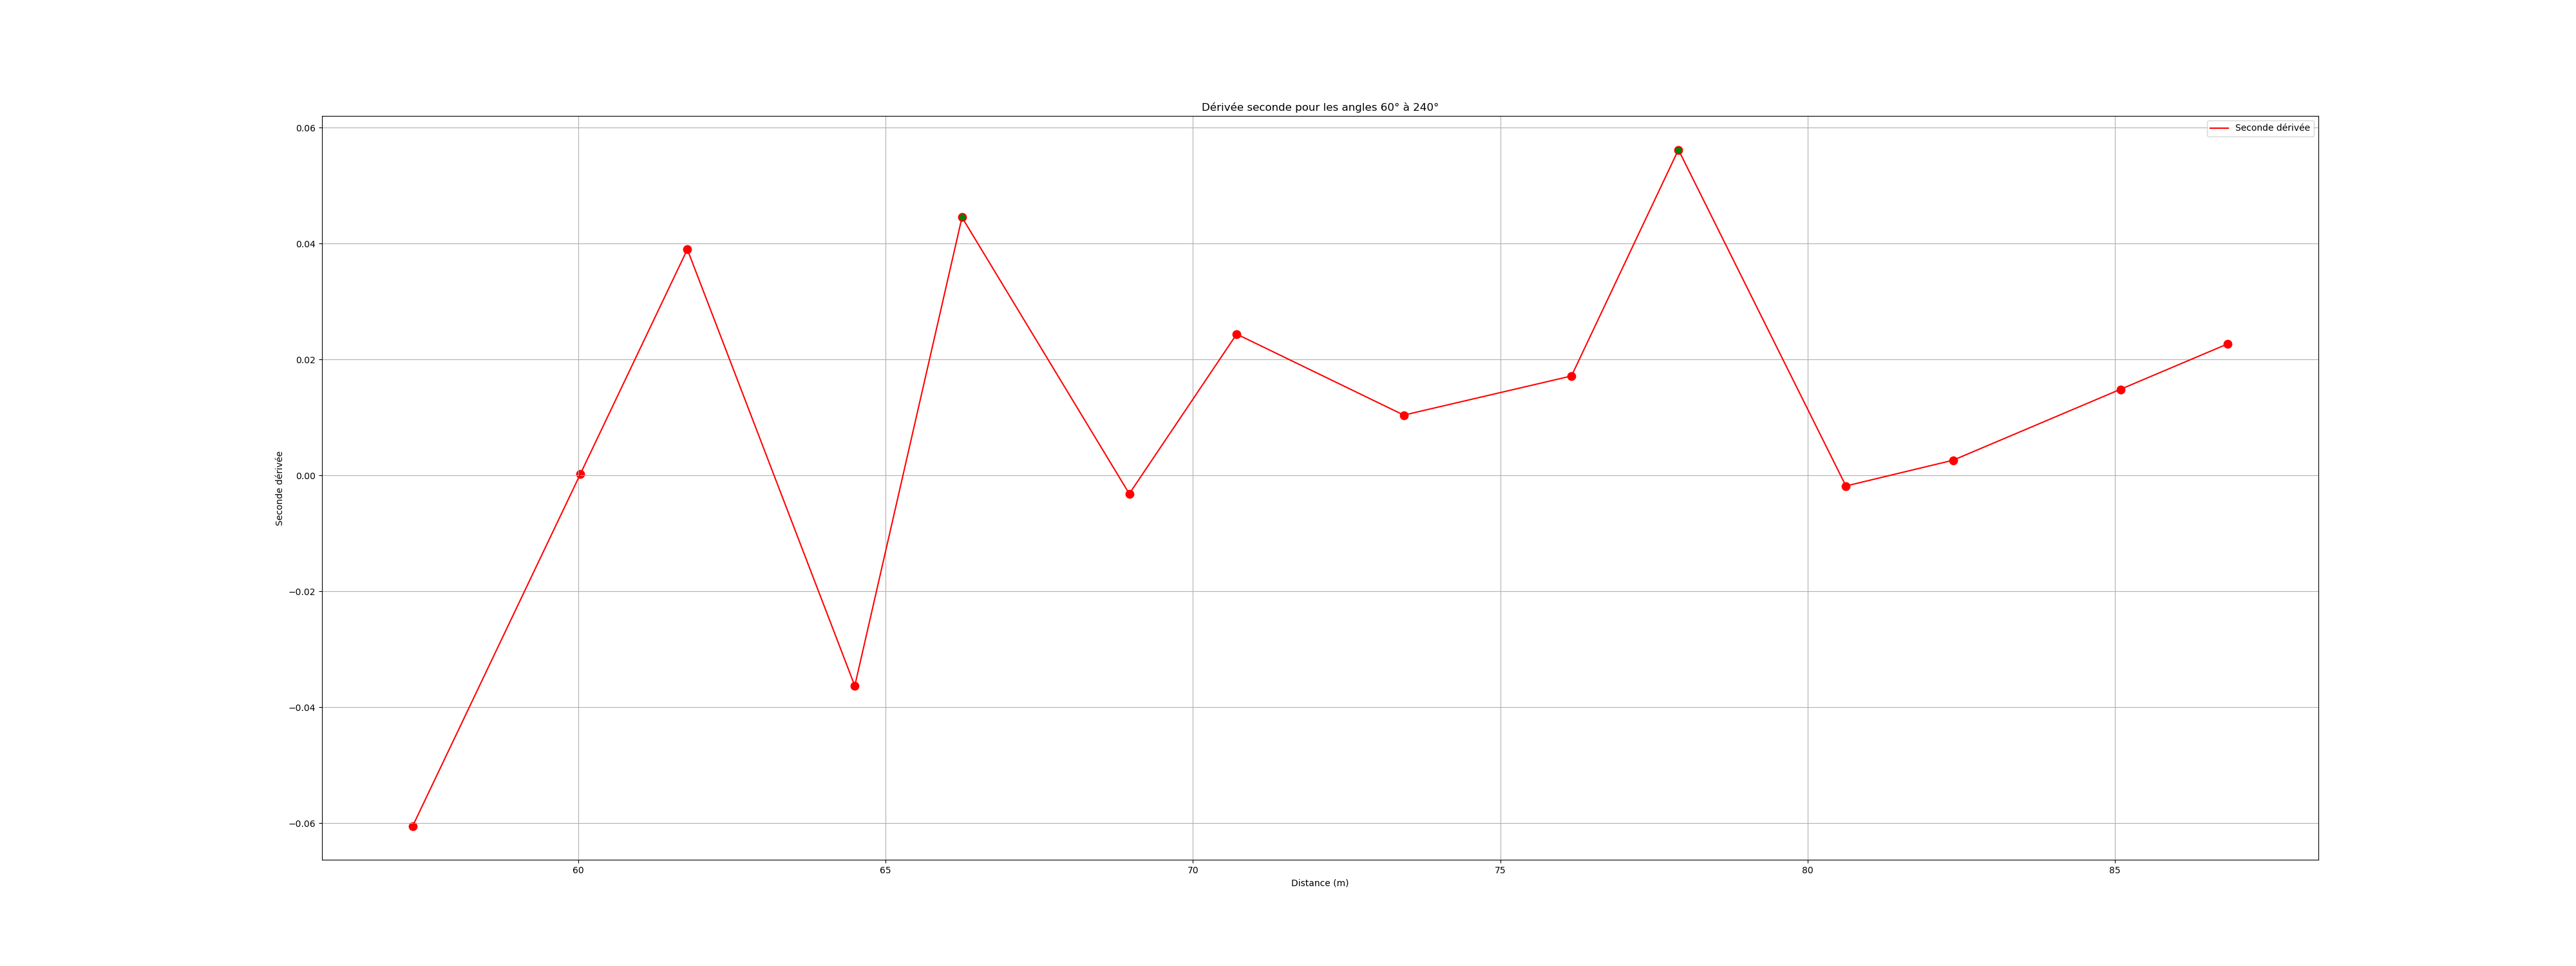 Dérivée seconde pour les angles 60° à 240°
Seconde dérivée
0.06
0.04
0.02
0.00
−0.02
−0.04
−0.06
Seconde dérivée
60 65 70 75 80 85
Distance (m)